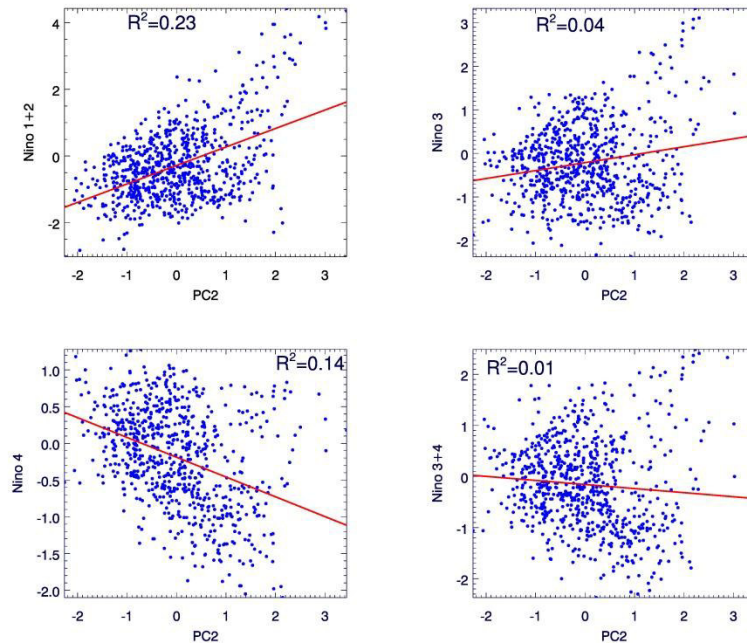 R²=0.23
4
2
0
-2
Nino 1+2
-2 -1 0 1 2 3
PC2
R²=0.04
3
2
1
0
-1
-2
Nino 3
-2 -1 0 1 2 3
PC2
R²=0.14
1.0
0.5
0.0
-0.5
-1.0
-1.5
-2.0
Nino 4
-2 -1 0 1 2 3
PC2
R²=0.01
2
1
0
-1
-2
Nino 3+4
-2 -1 0 1 2 3
PC2